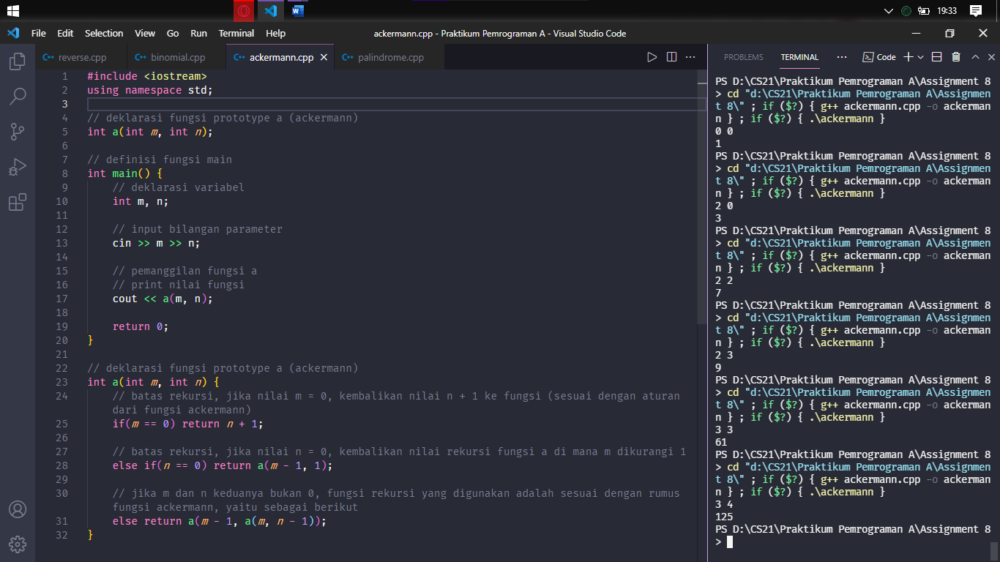 19:33
File Edit Selection View Go Run Terminal Help
ackermann.cpp - Praktikum Pemrograman A - Visual Studio Code
reverse.cpp
binomial.cpp
ackermann.cpp
palindrome.cpp
1 #include <iostream>
2 using namespace std;
3
4 // deklarasi fungsi prototype a (ackermann)
5 int a(int m, int n);
6
7 // definisi fungsi main
8 int main() {
9 // deklarasi variabel
10 int m, n;
11
12 // input bilangan parameter
13 cin >> m >> n;
14
15 // pemanggilan fungsi a
16 // print nilai fungsi
17 cout << a(m, n);
18
19 return 0;
20 }
21
22 // deklarasi fungsi prototype a (ackermann)
23 int a(int m, int n) {
24 // batas rekursi, jika nilai m = 0, kembalikan nilai n + 1 ke fungsi (sesuai dengan aturan
dari fungsi ackermann)
25 if(m == 0) return n + 1;
26
27 // batas rekursi, jika nilai n = 0, kembalikan nilai rekursi fungsi a di mana m dikurangi 1
28 else if(n == 0) return a(m - 1, 1);
29
30 // jika m dan n keduanya bukan 0, fungsi rekursi yang digunakan adalah sesuai dengan rumus
fungsi ackermann, yaitu sebagai berikut
31 else return a(m - 1, a(m, n - 1));
32 }
PROBLEMS TERMINAL ··· Code
PS D:\CS21\Praktikum Pemrograman A\Assignment 8
> cd "d:\CS21\Praktikum Pemrograman A\Assignmen
t 8\" ; if ($?) { g++ ackermann.cpp -o ackerman
n } ; if ($?) { .\ackermann }
0 0
1
PS D:\CS21\Praktikum Pemrograman A\Assignment 8
> cd "d:\CS21\Praktikum Pemrograman A\Assignmen
t 8\" ; if ($?) { g++ ackermann.cpp -o ackerman
n } ; if ($?) { .\ackermann }
2 0
3
PS D:\CS21\Praktikum Pemrograman A\Assignment 8
> cd "d:\CS21\Praktikum Pemrograman A\Assignmen
t 8\" ; if ($?) { g++ ackermann.cpp -o ackerman
n } ; if ($?) { .\ackermann }
2 2
7
PS D:\CS21\Praktikum Pemrograman A\Assignment 8
> cd "d:\CS21\Praktikum Pemrograman A\Assignmen
t 8\" ; if ($?) { g++ ackermann.cpp -o ackerman
n } ; if ($?) { .\ackermann }
2 3
9
PS D:\CS21\Praktikum Pemrograman A\Assignment 8
> cd "d:\CS21\Praktikum Pemrograman A\Assignmen
t 8\" ; if ($?) { g++ ackermann.cpp -o ackerman
n } ; if ($?) { .\ackermann }
3 3
61
PS D:\CS21\Praktikum Pemrograman A\Assignment 8
> cd "d:\CS21\Praktikum Pemrograman A\Assignmen
t 8\" ; if ($?) { g++ ackermann.cpp -o ackerman
n } ; if ($?) { .\ackermann }
3 4
125
PS D:\CS21\Praktikum Pemrograman A\Assignment 8
>